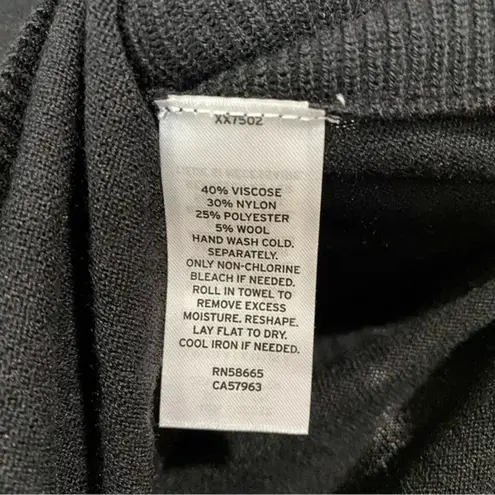 XX7502
40% VISCOSE
30% NYLON
25% POLYESTER
5% WOOL
HAND WASH COLD.
SEPARATELY.
ONLY NON-CHLORINE
BLEACH IF NEEDED.
ROLL IN TOWEL TO
REMOVE EXCESS
MOISTURE. RESHAPE.
LAY FLAT TO DRY.
COOL IRON IF NEEDED.
RN58665
CA57963